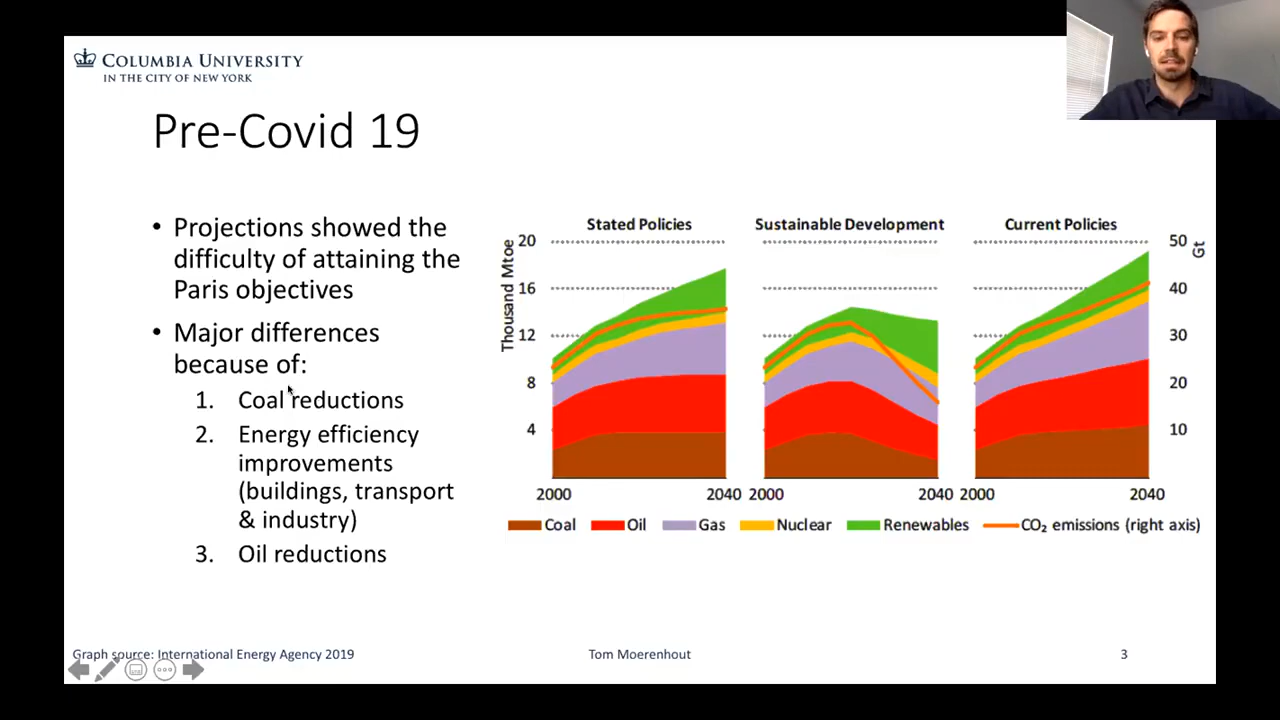 COLUMBIA UNIVERSITY
IN THE CITY OF NEW YORK
Pre-Covid 19
• Projections showed the
difficulty of attaining the
Paris objectives
• Major differences
because of:
1. Coal reductions
2. Energy efficiency
improvements
(buildings, transport
& industry)
3. Oil reductions
Stated Policies
Sustainable Development
Current Policies
Thousand Mtoe
20
16
12
8
4
50
40
30
20
10
Gt
2000
2040
2000
2040
2000
2040
Coal
Oil
Gas
Nuclear
Renewables
CO₂ emissions (right axis)
Graph source: International Energy Agency 2019
Tom Moerenhout
3